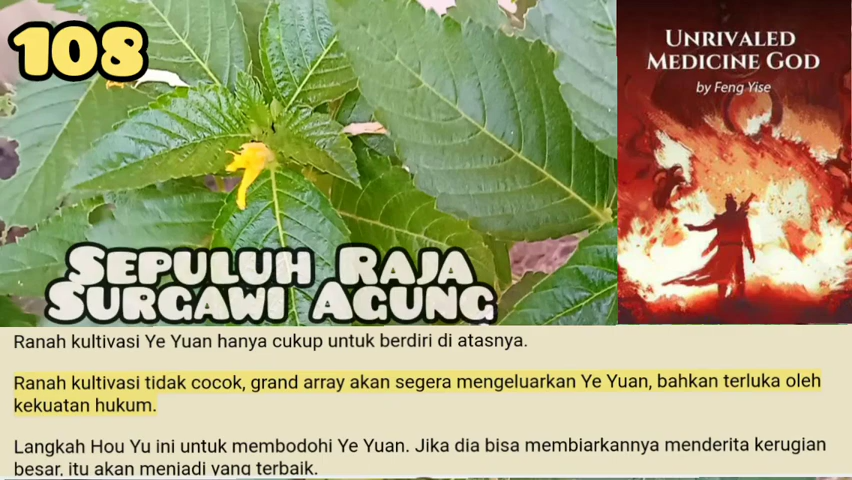 108
UNRIVALED
MEDICINE GOD
by Feng Yise
SEPULUH RAJA
SURGAWI AGUNG
Ranah kultivasi Ye Yuan hanya cukup untuk berdiri di atasnya.
Ranah kultivasi tidak cocok, grand array akan segera mengeluarkan Ye Yuan, bahkan terluka oleh
kekuatan hukum.
Langkah Hou Yu ini untuk membodohi Ye Yuan. Jika dia bisa membiarkannya menderita kerugian
besar, itu akan menjadi yang terbaik.